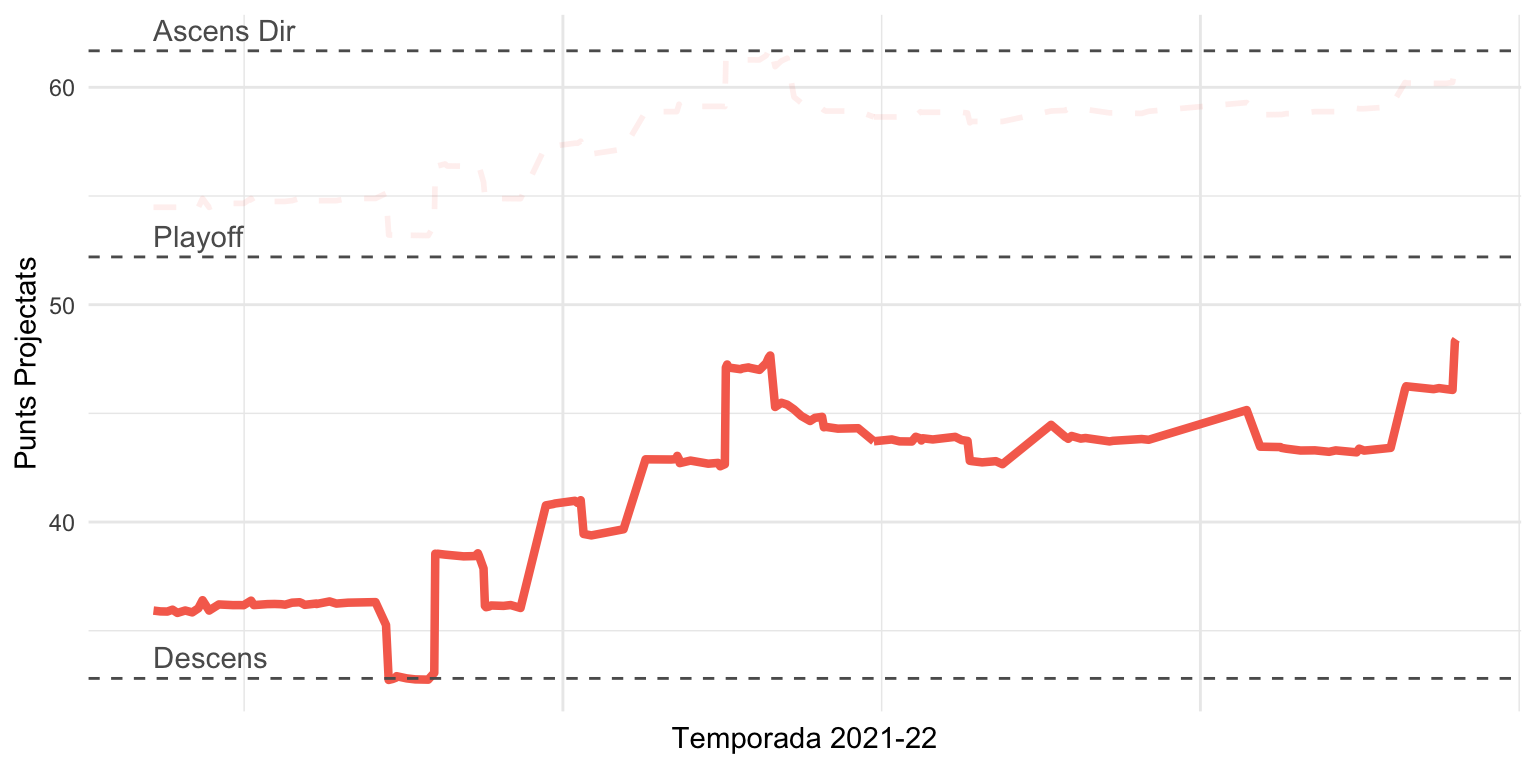 Ascens Dir
60
Playoff
50
Punts Projectats
40
Descens
Temporada 2021-22